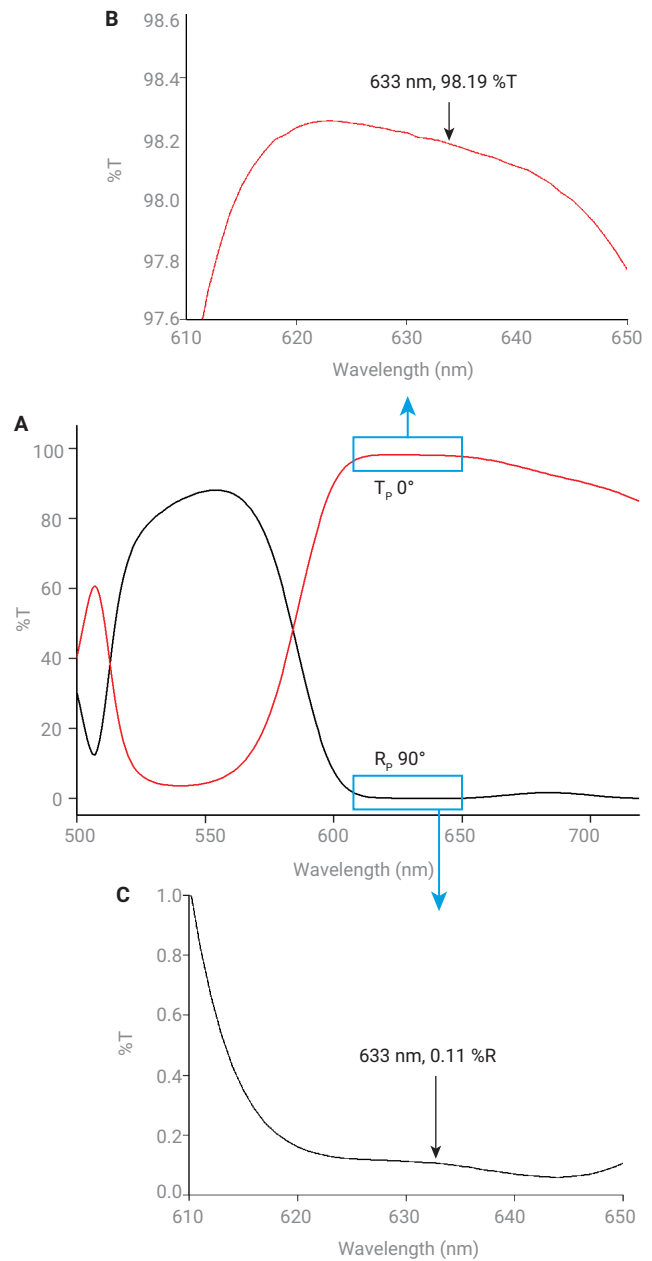 B
98.6
98.4
98.2
98.0
97.8
97.6
%T
633 nm, 98.19 %T
610 620 630 640 650
Wavelength (nm)
A
100
80
60
40
20
0
%T
Tₚ 0°
Rₚ 90°
500 550 600 650 700
Wavelength (nm)
C
1.0
0.8
0.6
0.4
0.2
0.0
%T
633 nm, 0.11 %R
610 620 630 640 650
Wavelength (nm)